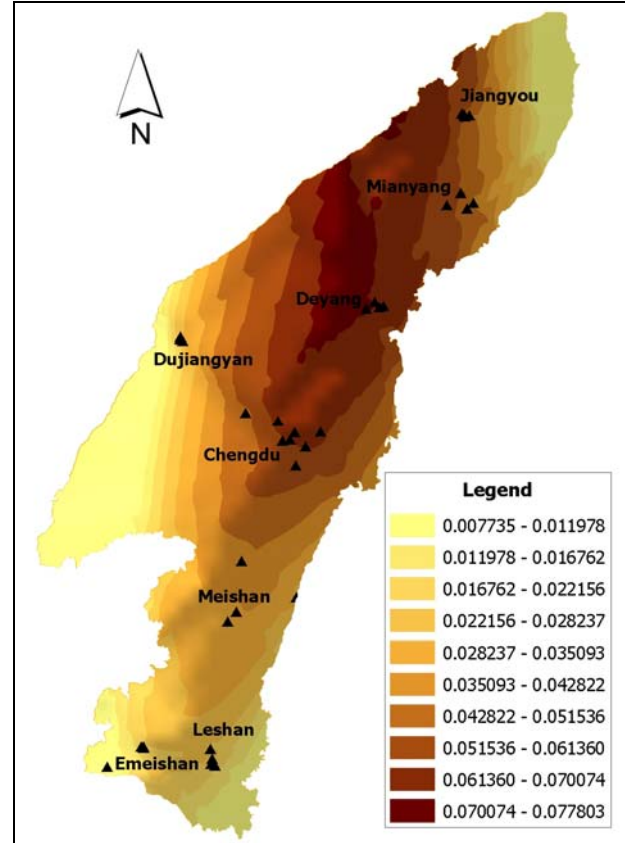 Jiangyou
N
Mianyang
Deyang
Dujiangyan
Chengdu
Legend
0.007735 - 0.011978
0.011978 - 0.016762
0.016762 - 0.022156
0.022156 - 0.028237
0.028237 - 0.035093
0.035093 - 0.042822
0.042822 - 0.051536
0.051536 - 0.061360
0.061360 - 0.070074
0.070074 - 0.077803
Meishan
Leshan
Emeishan